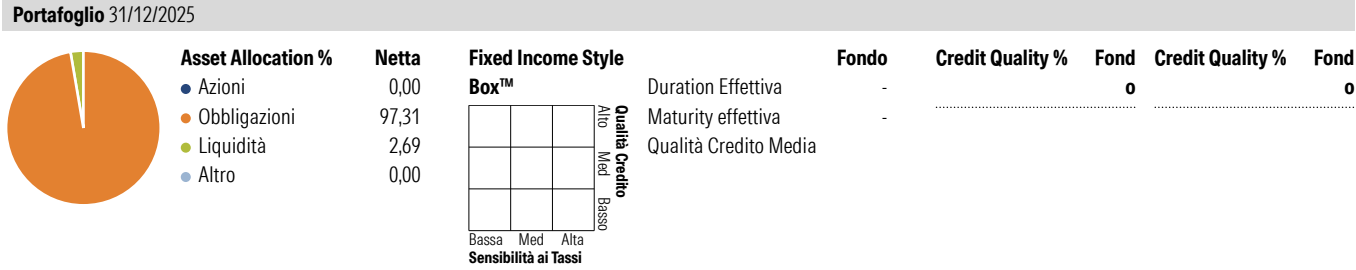 Portafoglio 31/12/2025
Asset Allocation % Netta
Azioni 0,00
Obbligazioni 97,31
Liquidità 2,69
Altro 0,00
Fixed Income Style
Box™
Alto Med Basso
Qualità Credito
Bassa Med Alta
Sensibilità ai Tassi
Fondo
Duration Effettiva -
Maturity effettiva -
Qualità Credito Media
Credit Quality % Fond Credit Quality % Fond
o o